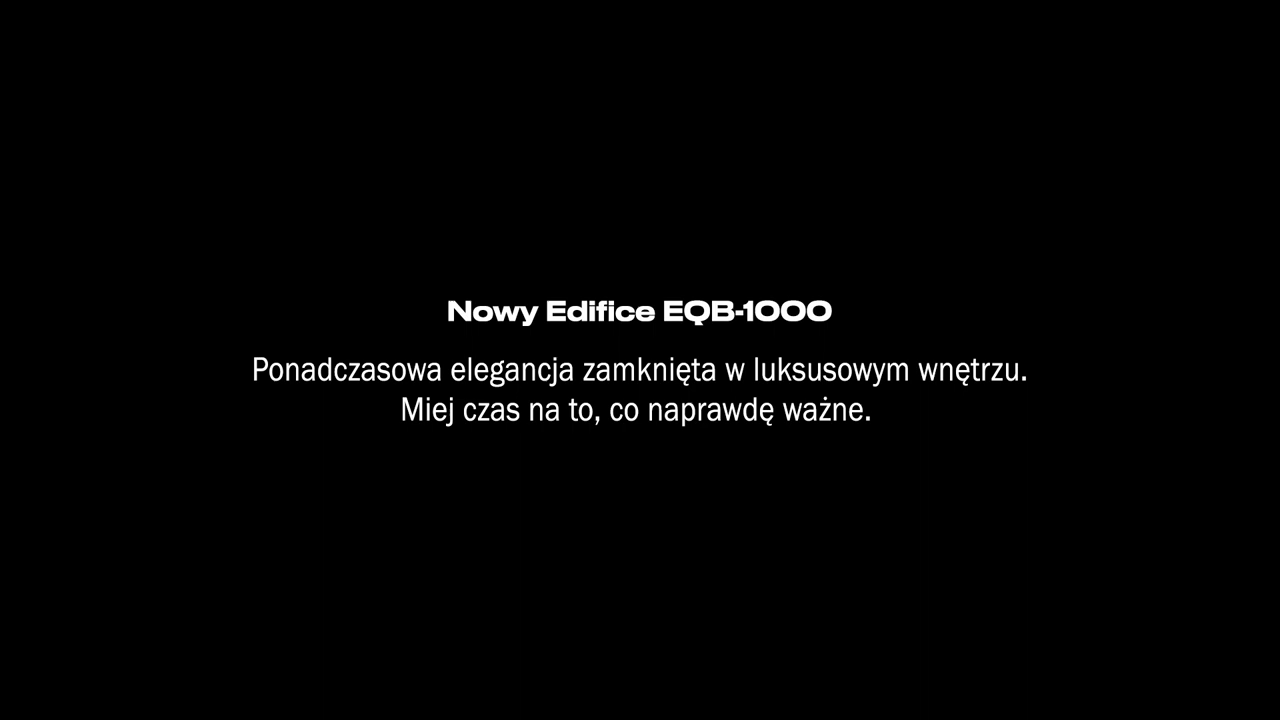 Nowy Edifice EQB-1000
Ponadczasowa elegancja zamknięta w luksusowym wnętrzu.
Miej czas na to, co naprawdę ważne.